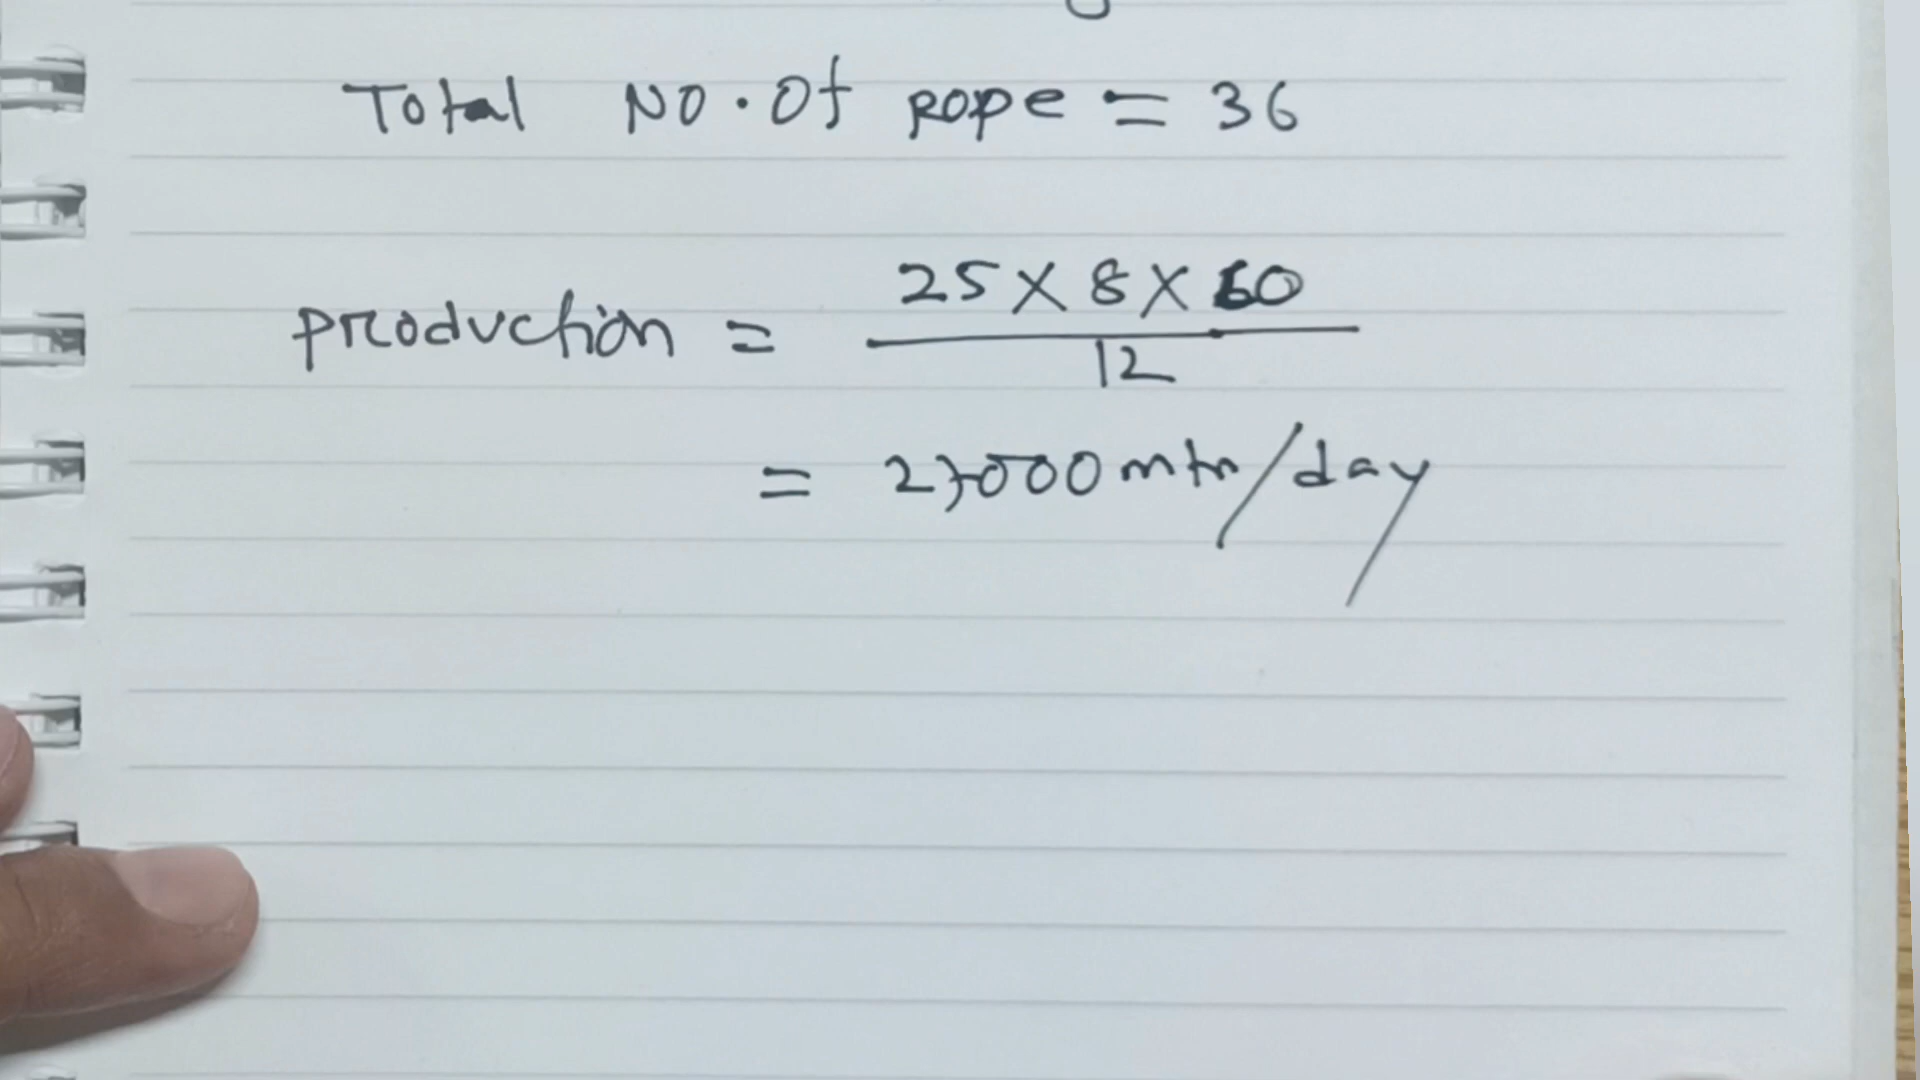 Total No. of rope = 36
25 X 8 X 60
production =
12
= 27000 mtr/day